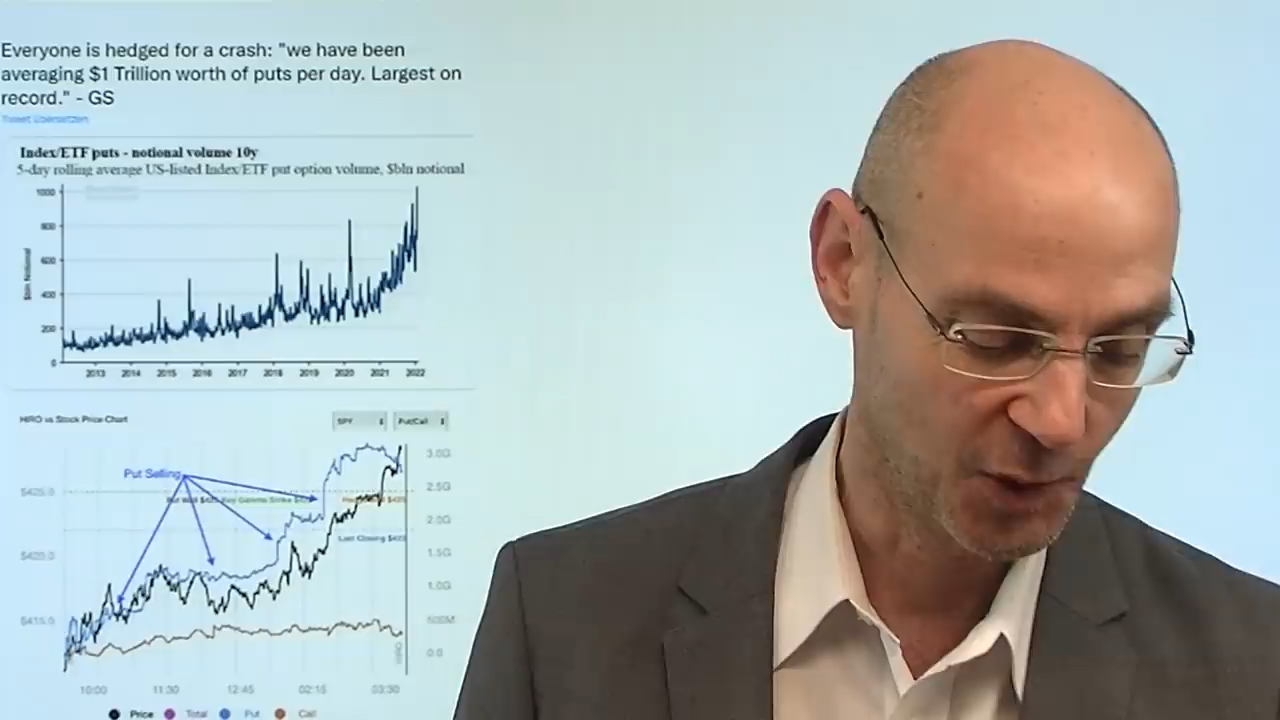 Everyone is hedged for a crash: "we have been
averaging $1 Trillion worth of puts per day. Largest on
record." - GS
Tweet übersetzen
Index/ETF puts - notional volume 10y
5-day rolling average US-listed Index/ETF put option volume, $bln notional
$bln Notional
1000
800
600
400
200
0
2013 2014 2015 2016 2017 2018 2019 2020 2021 2022
HIRO vs Stock Price Chart
SPY
Put/Call
Put Selling
Key Gamma Strike
Last Closing
$425.0
$420.0
$415.0
3.0G
2.5G
2.0G
1.5G
1.0G
500M
0.0
HIRO
10:00 11:30 12:45 02:15 03:30
Price Total Put Call